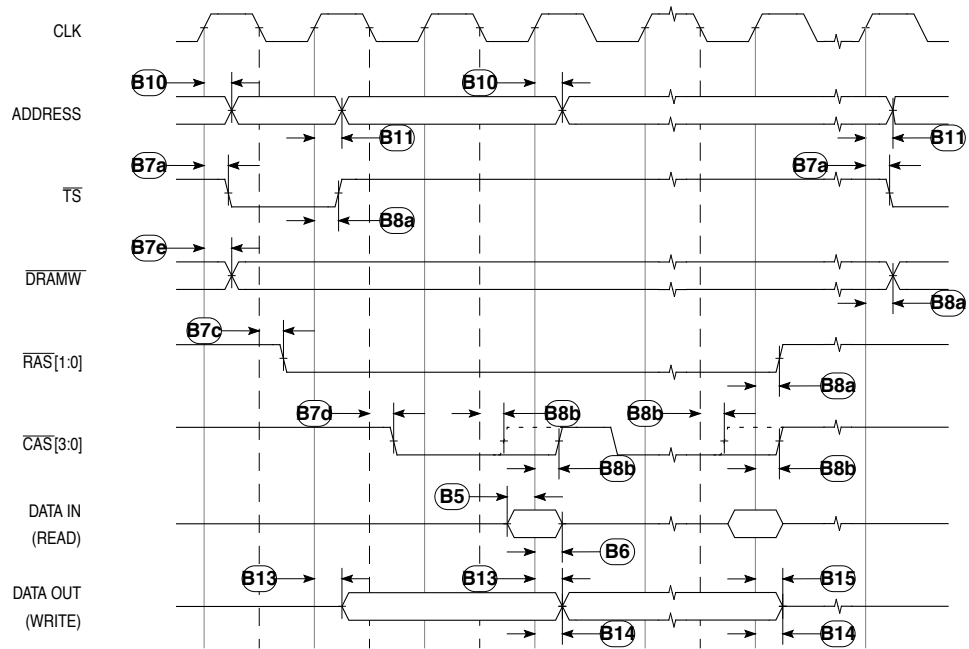 CLK
B10 B10
ADDRESS
B11 B11
B7a B7a
TS
B8a
B7e
DRAMW
B8a
B7c
RAS[1:0]
B8a
B7d B8b B8b
CAS[3:0]
B8b B8b
B5
DATA IN
(READ)
B6
B13 B13 B15
DATA OUT
(WRITE)
B14 B14